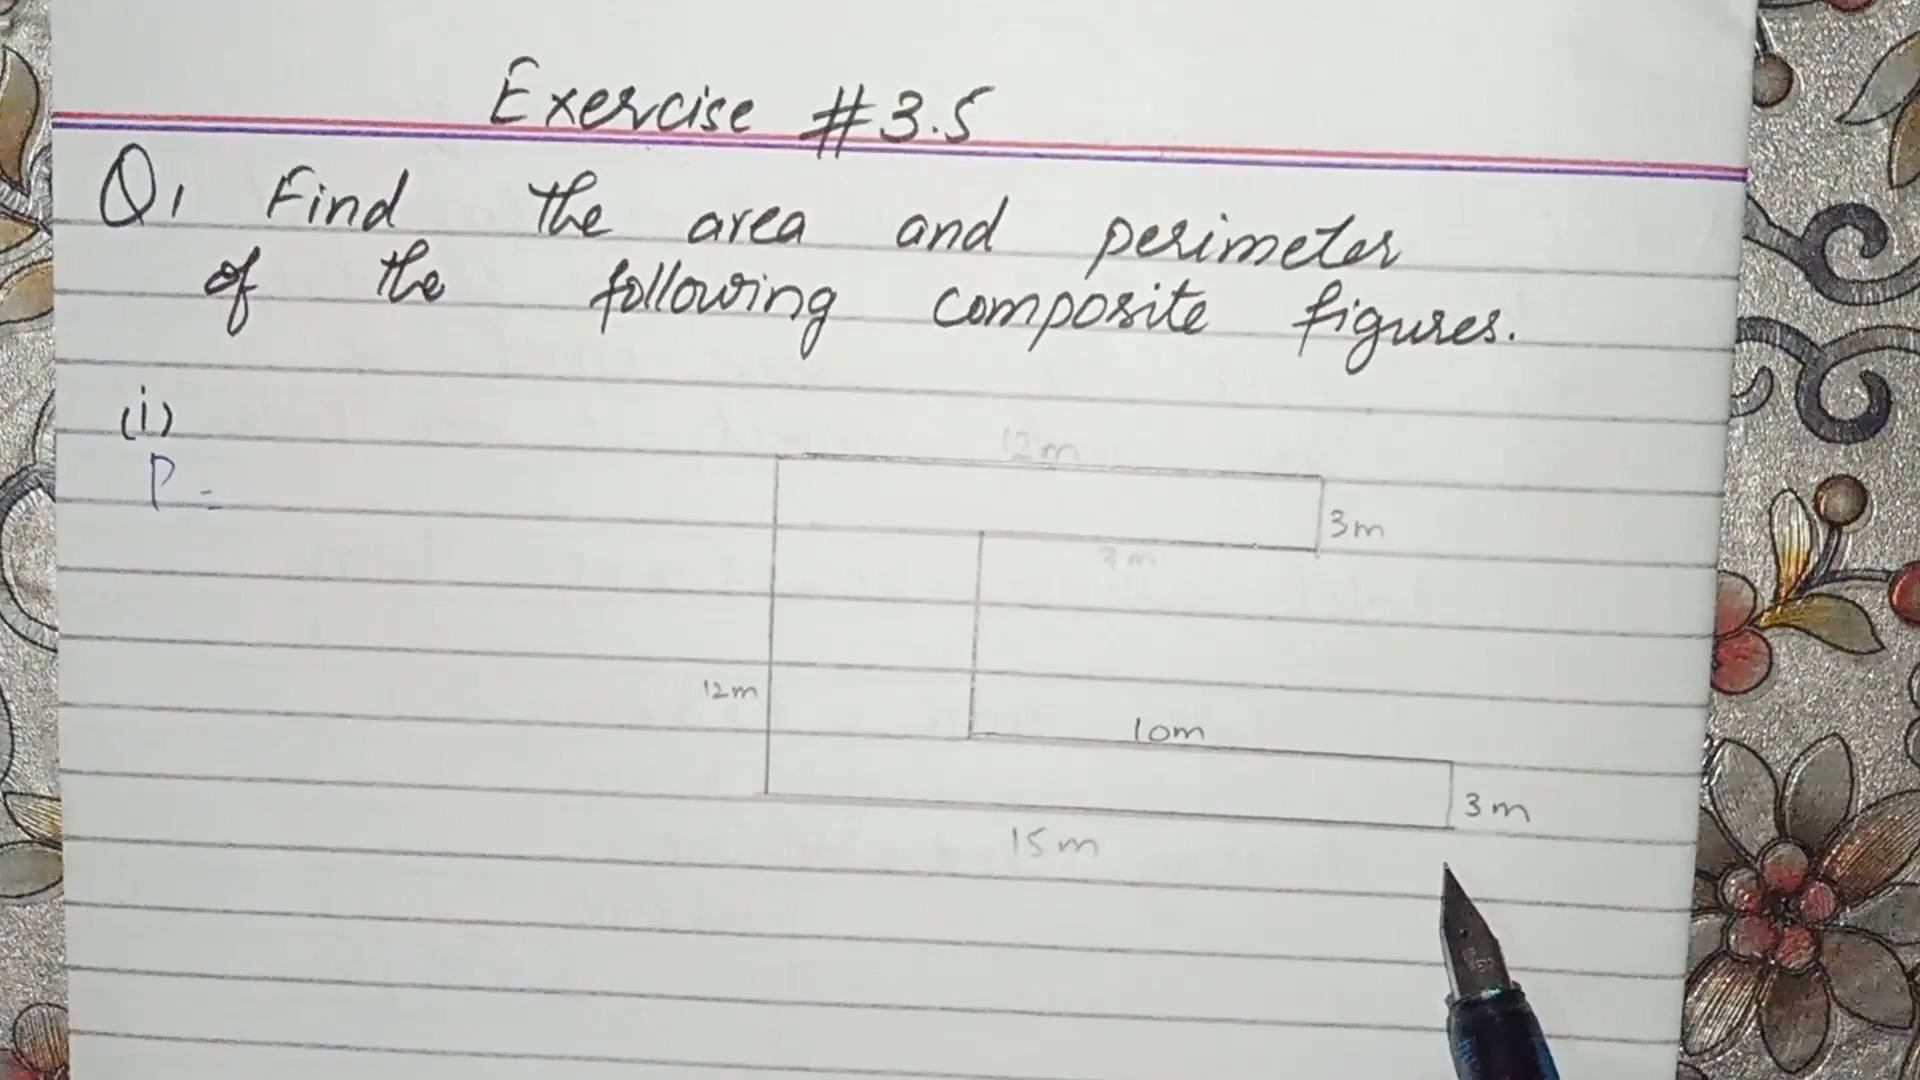 Exercise #3.5
Q1 Find the area and perimeter
of the following composite figures.
(i)
P =
12m
3m
12m
10m
3m
15m